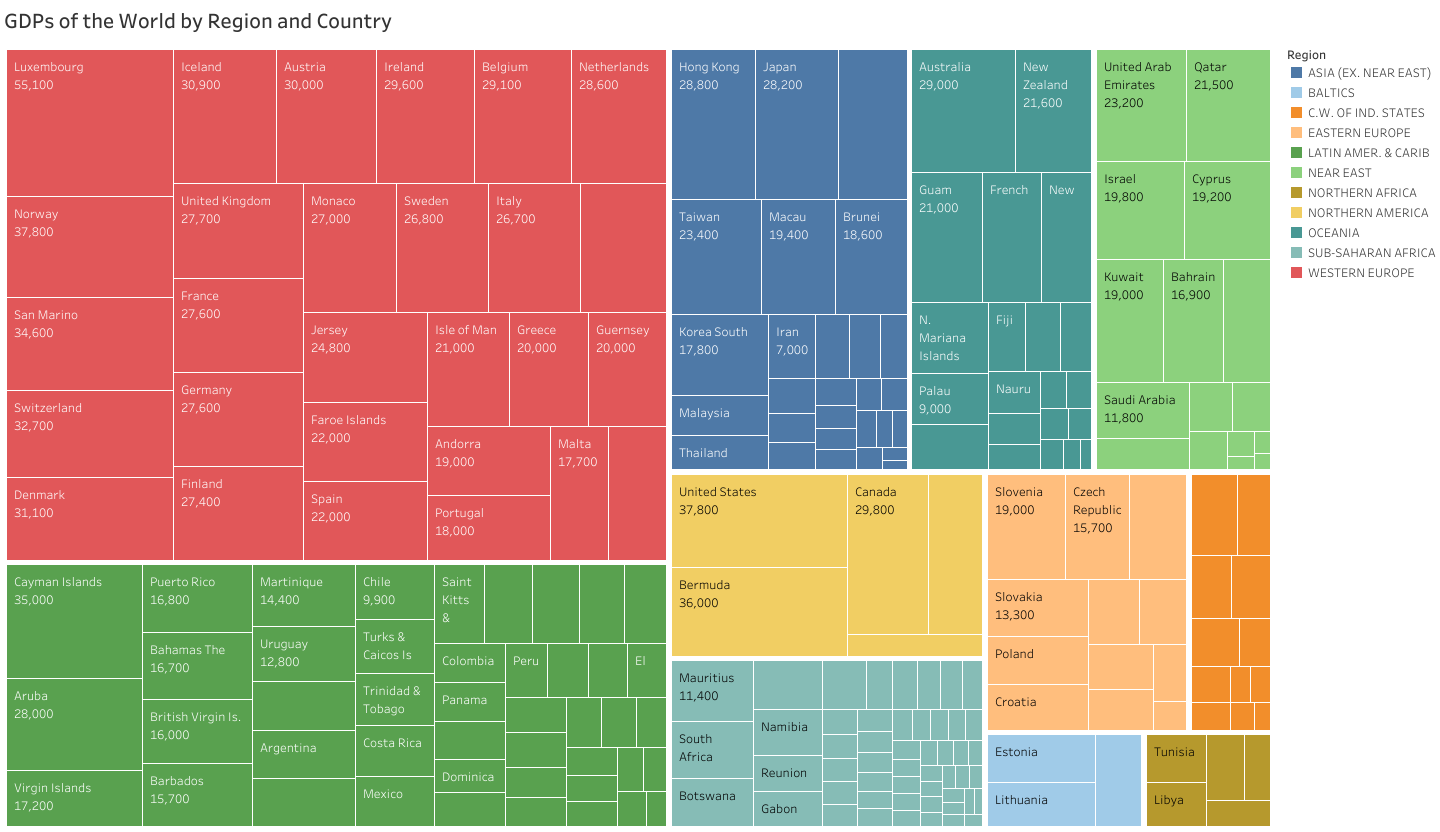 GDPs of the World by Region and Country
Luxembourg
55,100
Norway
37,800
San Marino
34,600
Switzerland
32,700
Denmark
31,100
Iceland
30,900
Austria
30,000
Ireland
29,600
Belgium
29,100
Netherlands
28,600
United Kingdom
27,700
France
27,600
Germany
27,600
Finland
27,400
Monaco
27,000
Sweden
26,800
Italy
26,700
Jersey
24,800
Faroe Islands
22,000
Spain
22,000
Isle of Man
21,000
Greece
20,000
Guernsey
20,000
Andorra
19,000
Portugal
18,000
Malta
17,700
Cayman Islands
35,000
Aruba
28,000
Virgin Islands
17,200
Puerto Rico
16,800
Bahamas The
16,700
British Virgin Is.
16,000
Barbados
15,700
Martinique
14,400
Uruguay
12,800
Argentina
Chile
9,900
Turks &
Caicos Is
Trinidad &
Tobago
Costa Rica
Mexico
Saint
Kitts
&
Colombia
Panama
Dominica
Peru
El
Hong Kong
28,800
Japan
28,200
Taiwan
23,400
Macau
19,400
Brunei
18,600
Korea South
17,800
Malaysia
Thailand
Iran
7,000
Australia
29,000
New
Zealand
21,600
Guam
21,000
French
New
N.
Mariana
Islands
Palau
9,000
Fiji
Nauru
United Arab
Emirates
23,200
Qatar
21,500
Israel
19,800
Cyprus
19,200
Kuwait
19,000
Bahrain
16,900
Saudi Arabia
11,800
United States
37,800
Bermuda
36,000
Canada
29,800
Mauritius
11,400
South
Africa
Botswana
Namibia
Reunion
Gabon
Slovenia
19,000
Czech
Republic
15,700
Slovakia
13,300
Poland
Croatia
Estonia
Lithuania
Tunisia
Libya
Region
ASIA (EX. NEAR EAST)
BALTICS
C.W. OF IND. STATES
EASTERN EUROPE
LATIN AMER. & CARIB
NEAR EAST
NORTHERN AFRICA
NORTHERN AMERICA
OCEANIA
SUB-SAHARAN AFRICA
WESTERN EUROPE